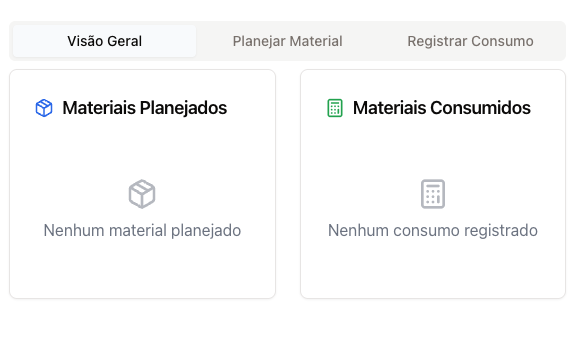 Visão Geral
Planejar Material
Registrar Consumo
Materiais Planejados
Nenhum material planejado
Materiais Consumidos
Nenhum consumo registrado